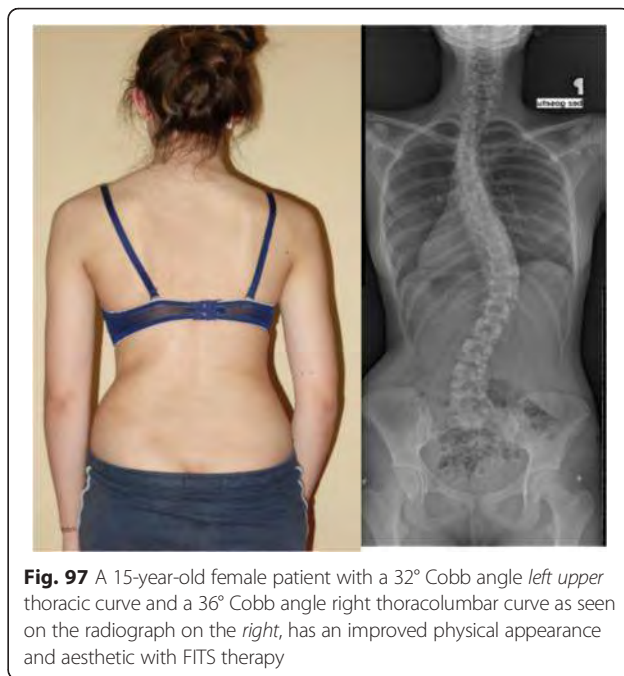 Fig. 97 A 15-year-old female patient with a 32° Cobb angle left upper
thoracic curve and a 36° Cobb angle right thoracolumbar curve as seen
on the radiograph on the right, has an improved physical appearance
and aesthetic with FITS therapy